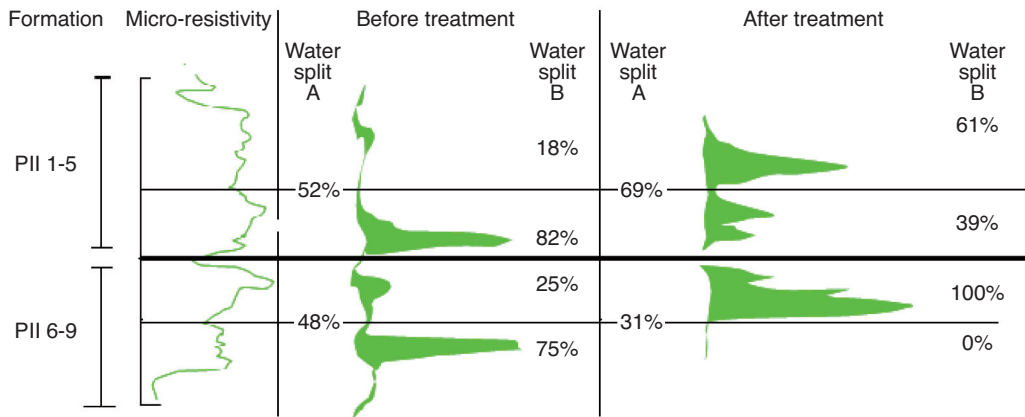 Formation
Micro-resistivity
Before treatment
After treatment
Water
split
A
Water
split
B
Water
split
A
Water
split
B
PII 1-5
52%
18%
82%
69%
61%
39%
PII 6-9
48%
25%
75%
31%
100%
0%